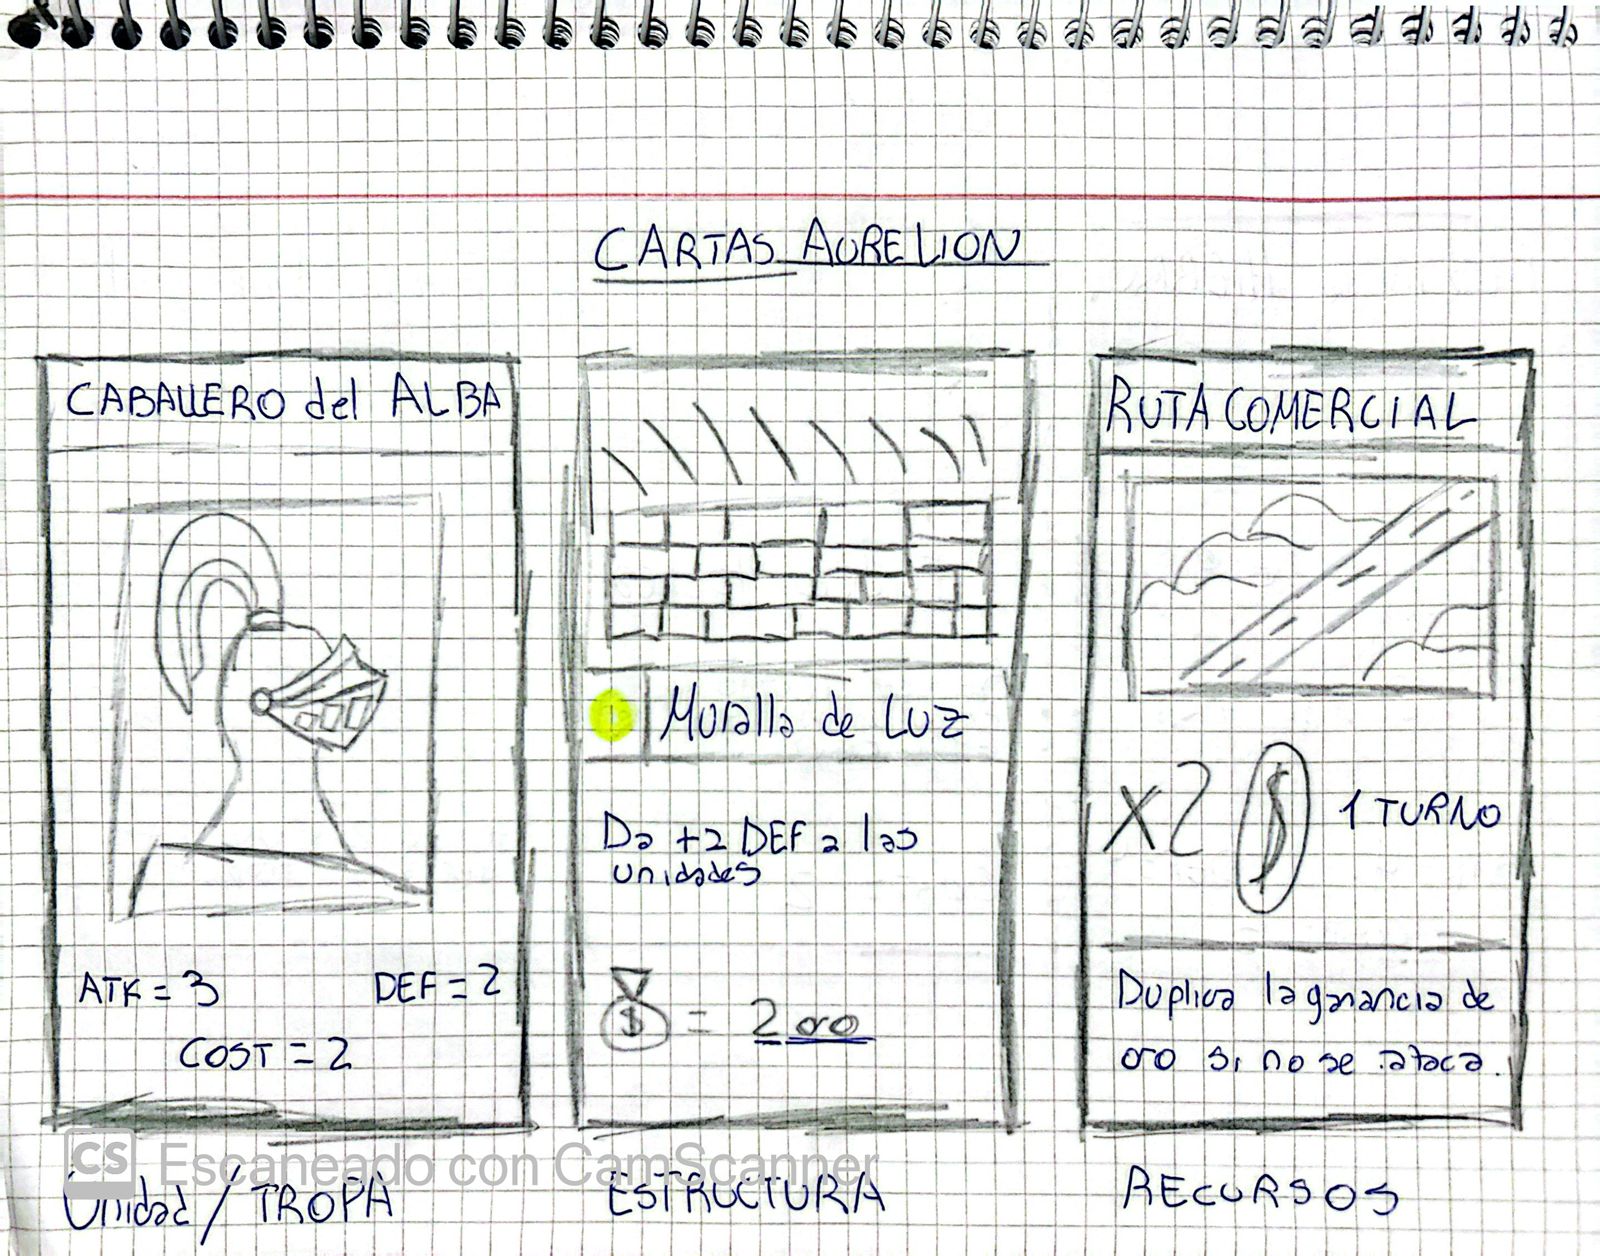 CARTAS AURELION
CABALLERO del ALBA
ATK = 3
DEF = 2
COST = 2
Unidad / TROPA
Muralla de LUZ
Da +2 DEF a las
unidades
$ = 2 oro
ESTRUCTURA
RUTA COMERCIAL
X2 $ 1 TURNO
Duplica la ganancia de
oro si no se ataca.
RECURSOS
CS Escaneado con CamScanner